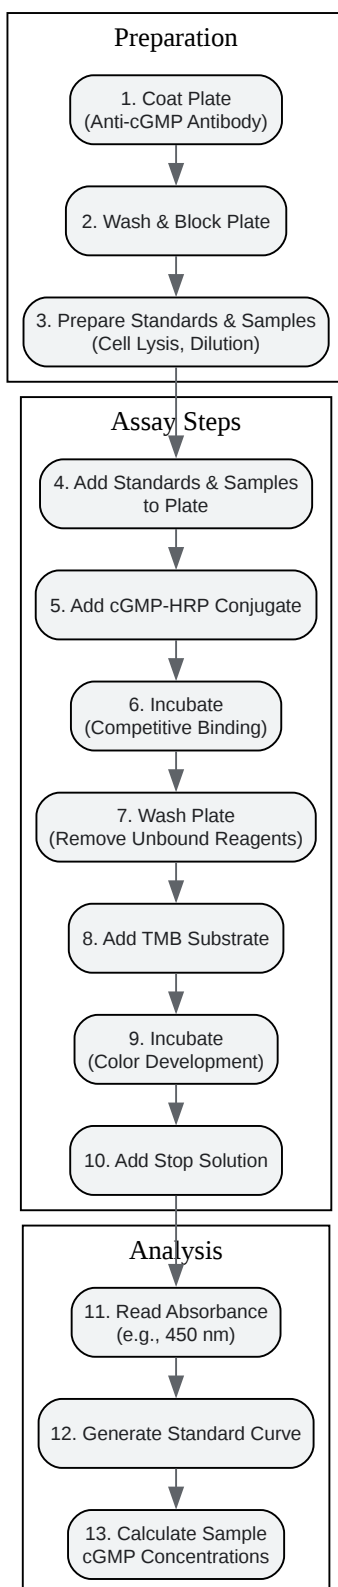 Preparation
1. Coat Plate
(Anti-cGMP Antibody)
2. Wash & Block Plate
3. Prepare Standards & Samples
(Cell Lysis, Dilution)
Assay Steps
4. Add Standards & Samples
to Plate
5. Add cGMP-HRP Conjugate
6. Incubate
(Competitive Binding)
7. Wash Plate
(Remove Unbound Reagents)
8. Add TMB Substrate
9. Incubate
(Color Development)
10. Add Stop Solution
Analysis
11. Read Absorbance
(e.g., 450 nm)
12. Generate Standard Curve
13. Calculate Sample
cGMP Concentrations